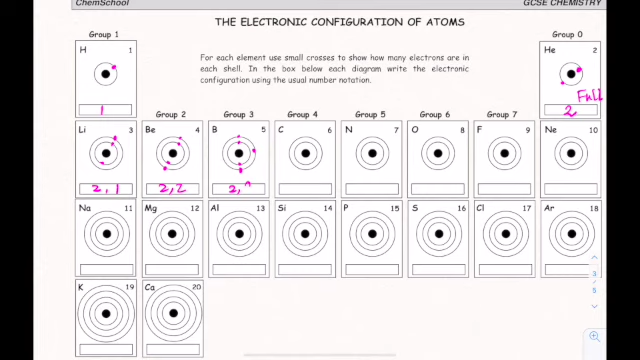 ChemSchool GCSE CHEMISTRY
THE ELECTRONIC CONFIGURATION OF ATOMS
Group 1 Group 0
H 1 He 2
For each element use small crosses to show how many electrons are in
each shell. In the box below each diagram write the electronic
configuration using the usual number notation.
Full
1 2
Group 2 Group 3 Group 4 Group 5 Group 6 Group 7
Li 3 Be 4 B 5 C 6 N 7 O 8 F 9 Ne 10
2, 1 2, 2 2,
Na 11 Mg 12 Al 13 Si 14 P 15 S 16 Cl 17 Ar 18
3
/
5
K 19 Ca 20